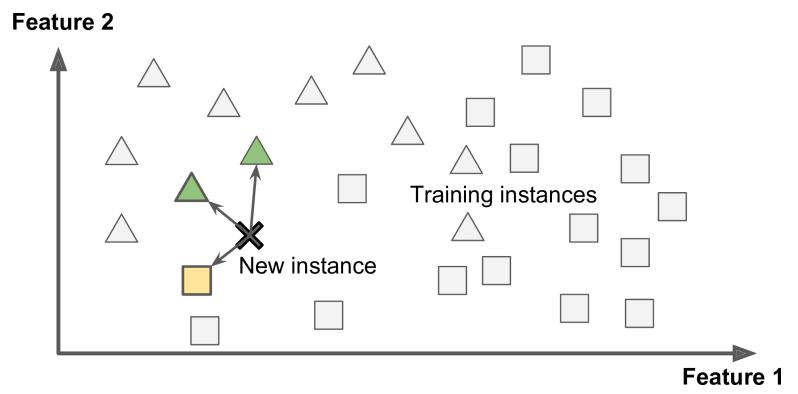 Feature 2
Training instances
New instance
Feature 1